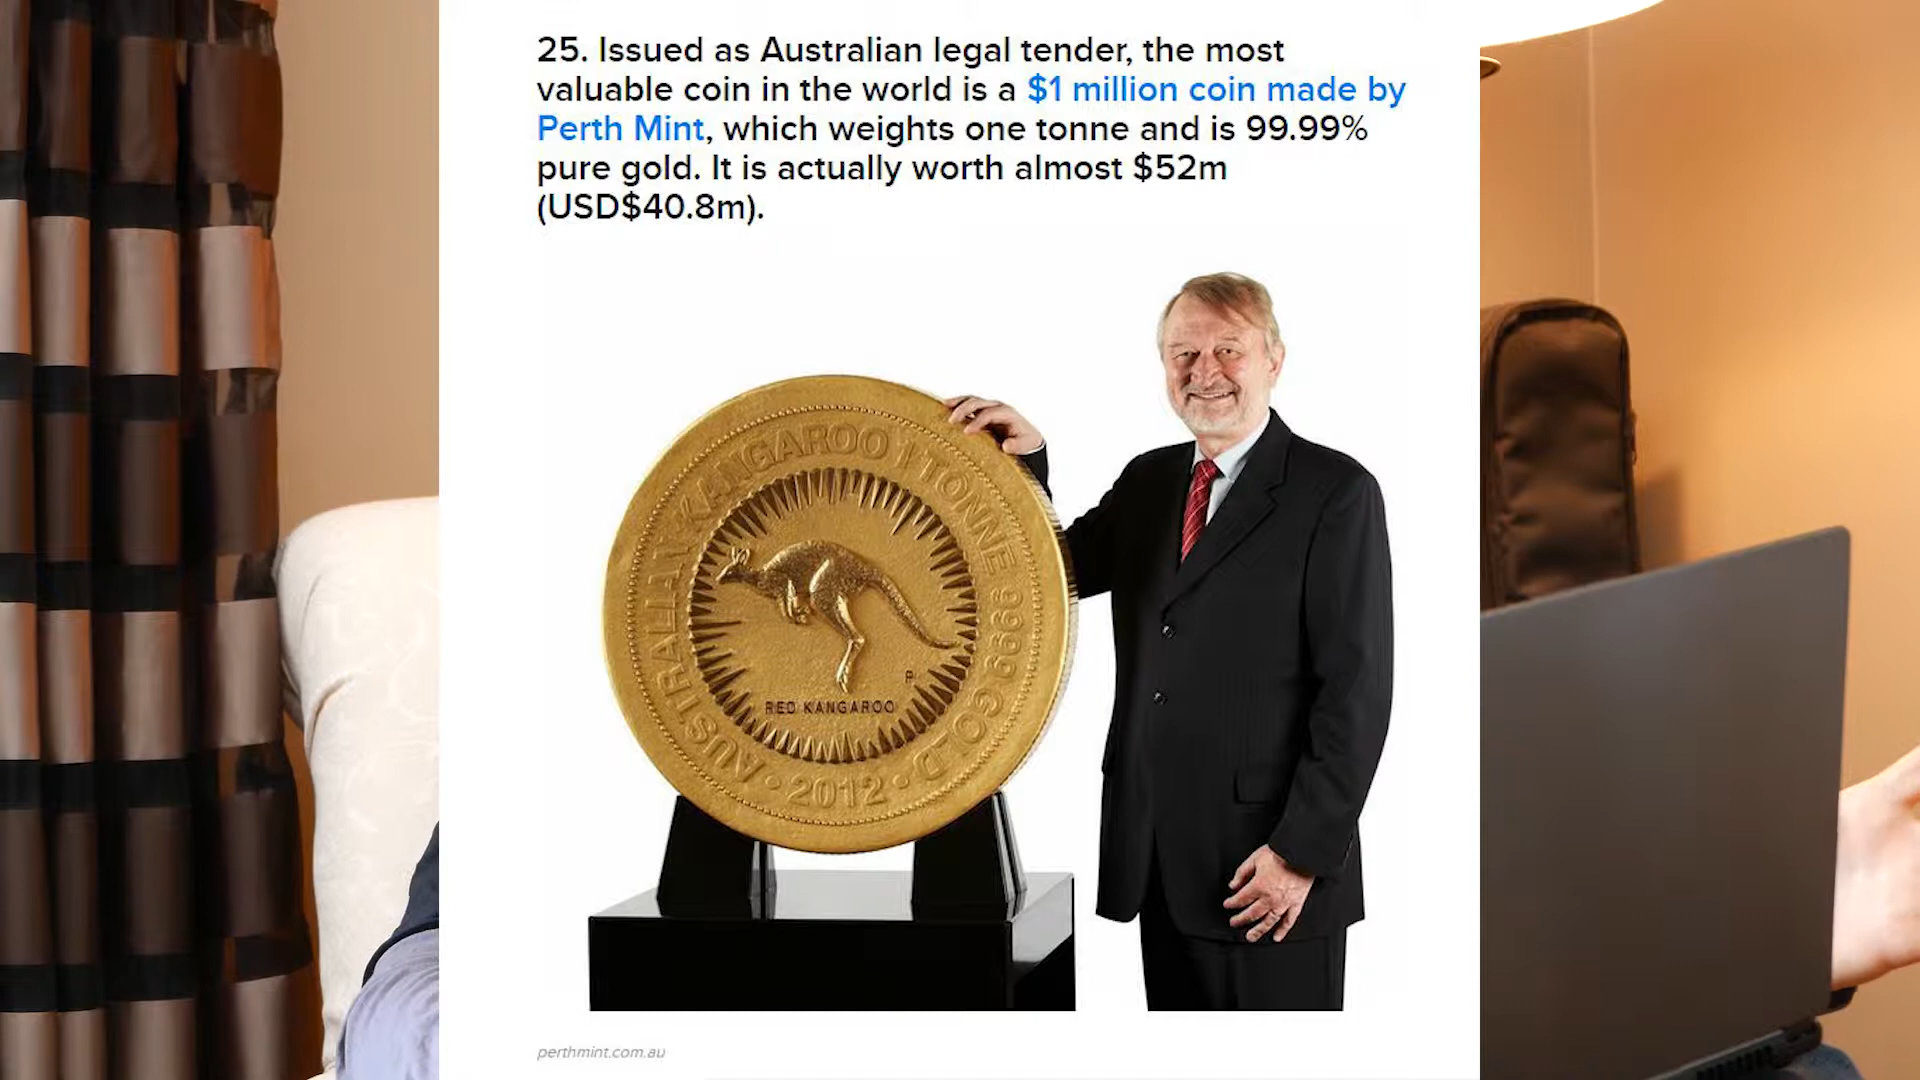 25. Issued as Australian legal tender, the most
valuable coin in the world is a $1 million coin made by
Perth Mint, which weights one tonne and is 99.99%
pure gold. It is actually worth almost $52m
(USD$40.8m).
AUSTRALIAN KANGAROO 1 TONNE 9999 GOLD
P
RED KANGAROO
• 2012 •
perthmint.com.au